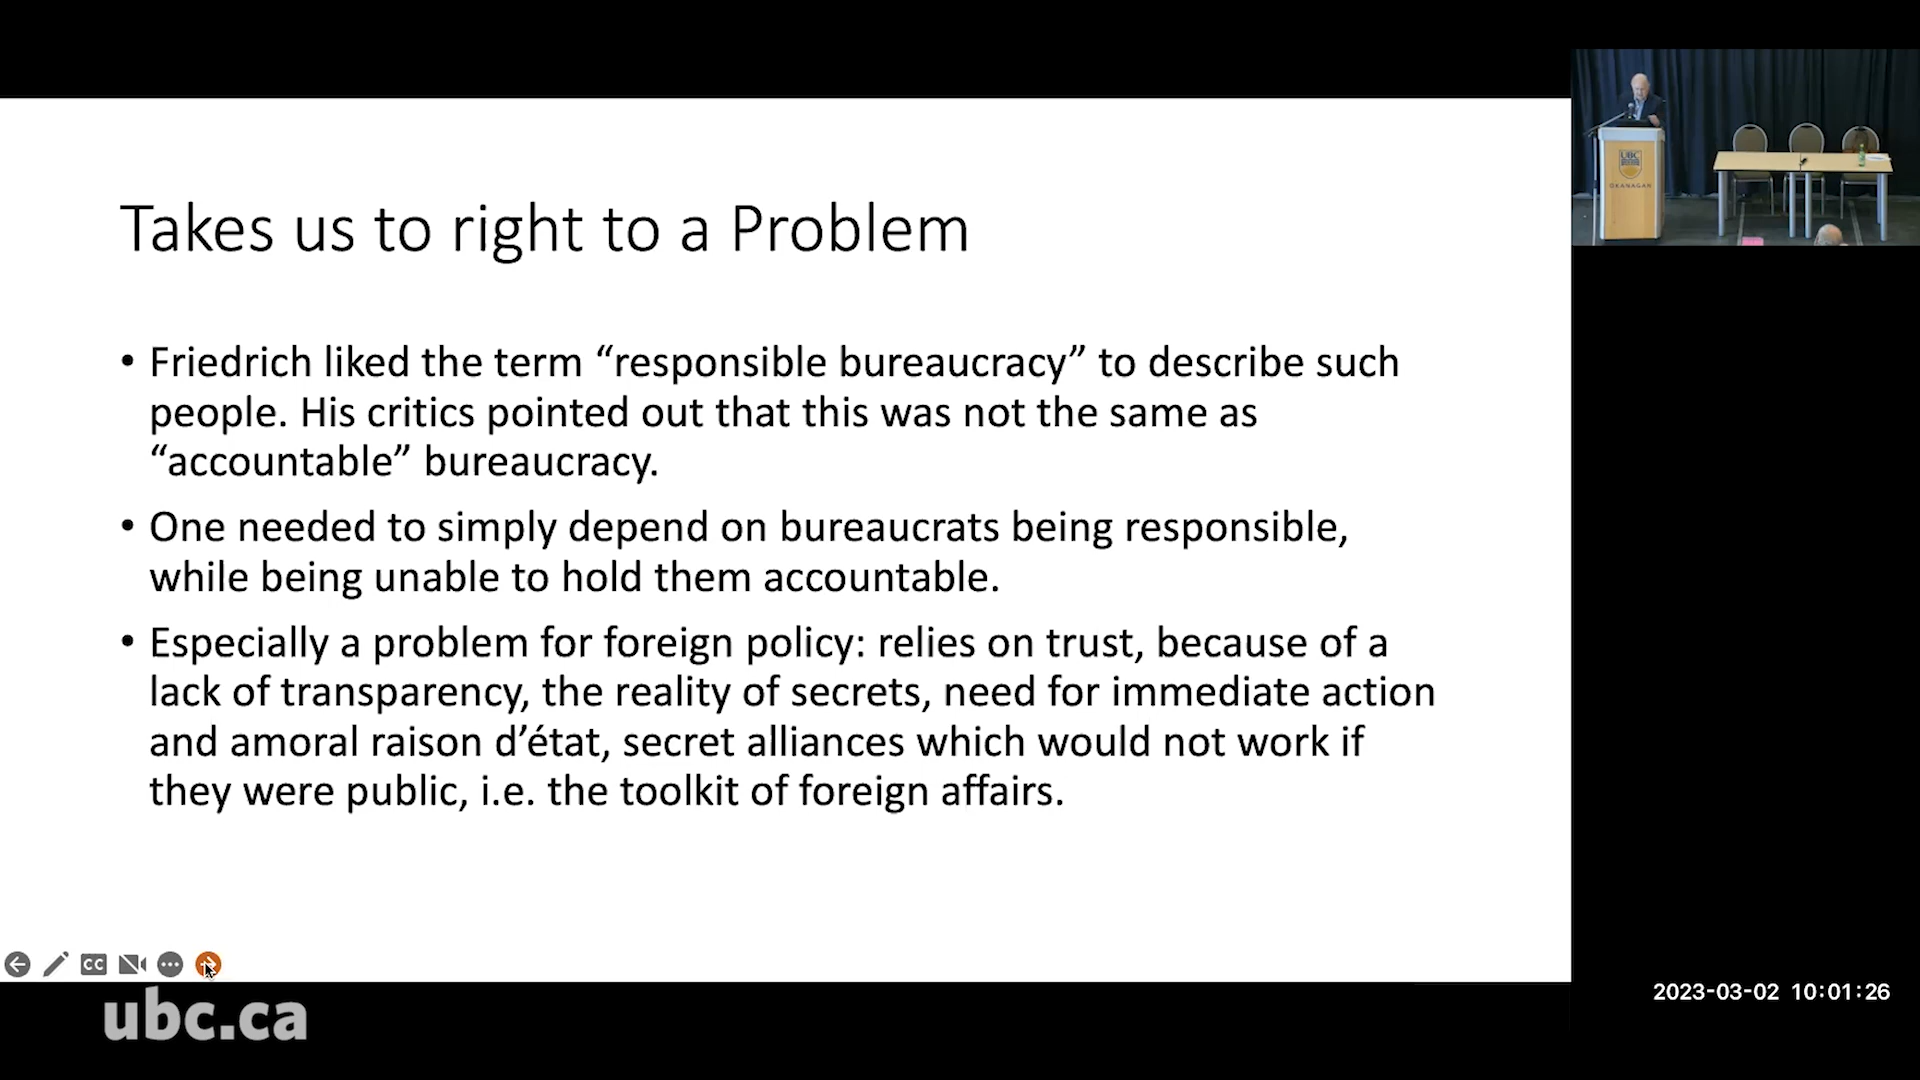 Takes us to right to a Problem
• Friedrich liked the term “responsible bureaucracy” to describe such
people. His critics pointed out that this was not the same as
“accountable” bureaucracy.
• One needed to simply depend on bureaucrats being responsible,
while being unable to hold them accountable.
• Especially a problem for foreign policy: relies on trust, because of a
lack of transparency, the reality of secrets, need for immediate action
and amoral raison d’état, secret alliances which would not work if
they were public, i.e. the toolkit of foreign affairs.
UBC
OKANAGAN
CC
ubc.ca
2023-03-02 10:01:26